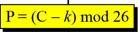 P = (C – k) mod 26